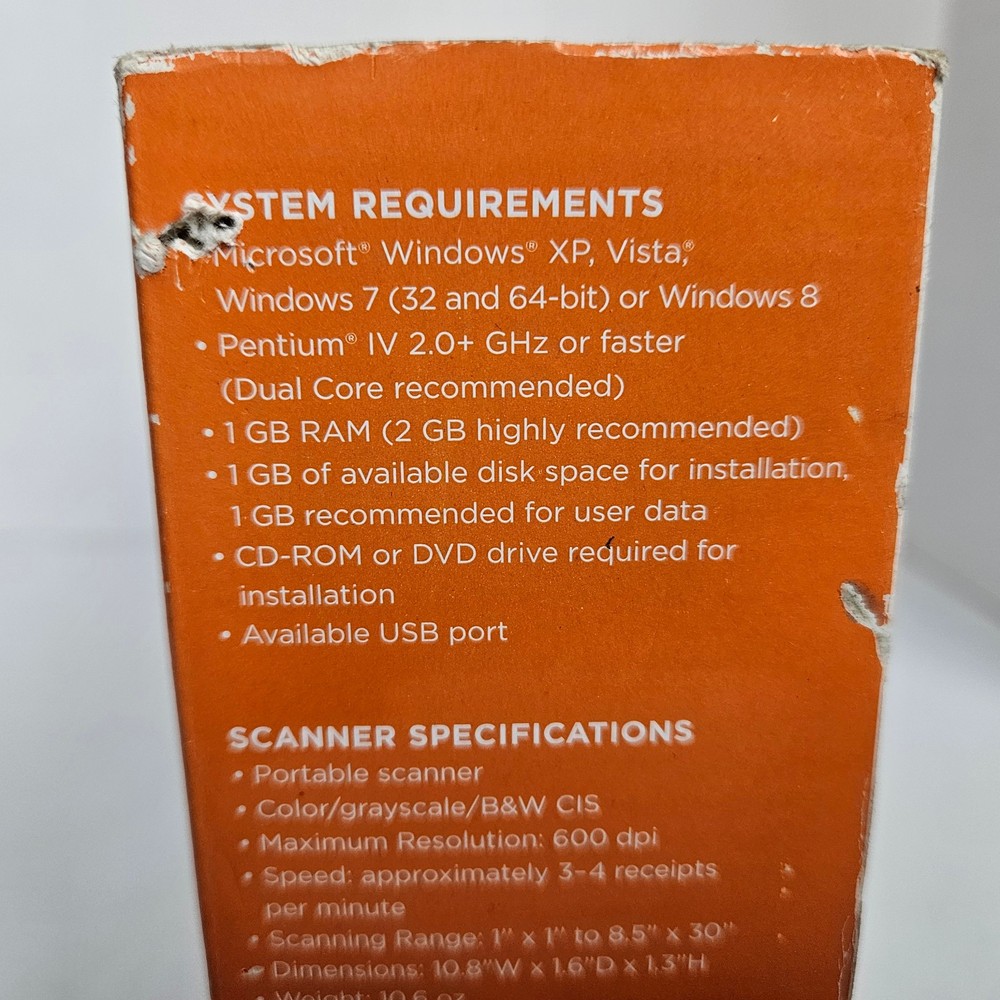 SYSTEM REQUIREMENTS
Microsoft® Windows® XP, Vista,®
Windows 7 (32 and 64-bit) or Windows 8
• Pentium® IV 2.0+ GHz or faster
(Dual Core recommended)
• 1 GB RAM (2 GB highly recommended)
• 1 GB of available disk space for installation,
1 GB recommended for user data
• CD-ROM or DVD drive required for
installation
• Available USB port
SCANNER SPECIFICATIONS
• Portable scanner
• Color/grayscale/B&W CIS
• Maximum Resolution: 600 dpi
• Speed: approximately 3-4 receipts
per minute
• Scanning Range: 1" x 1" to 8.5" x 30"
• Dimensions: 10.8"W x 1.6"D x 1.3"H
• Weight: 10.6 oz